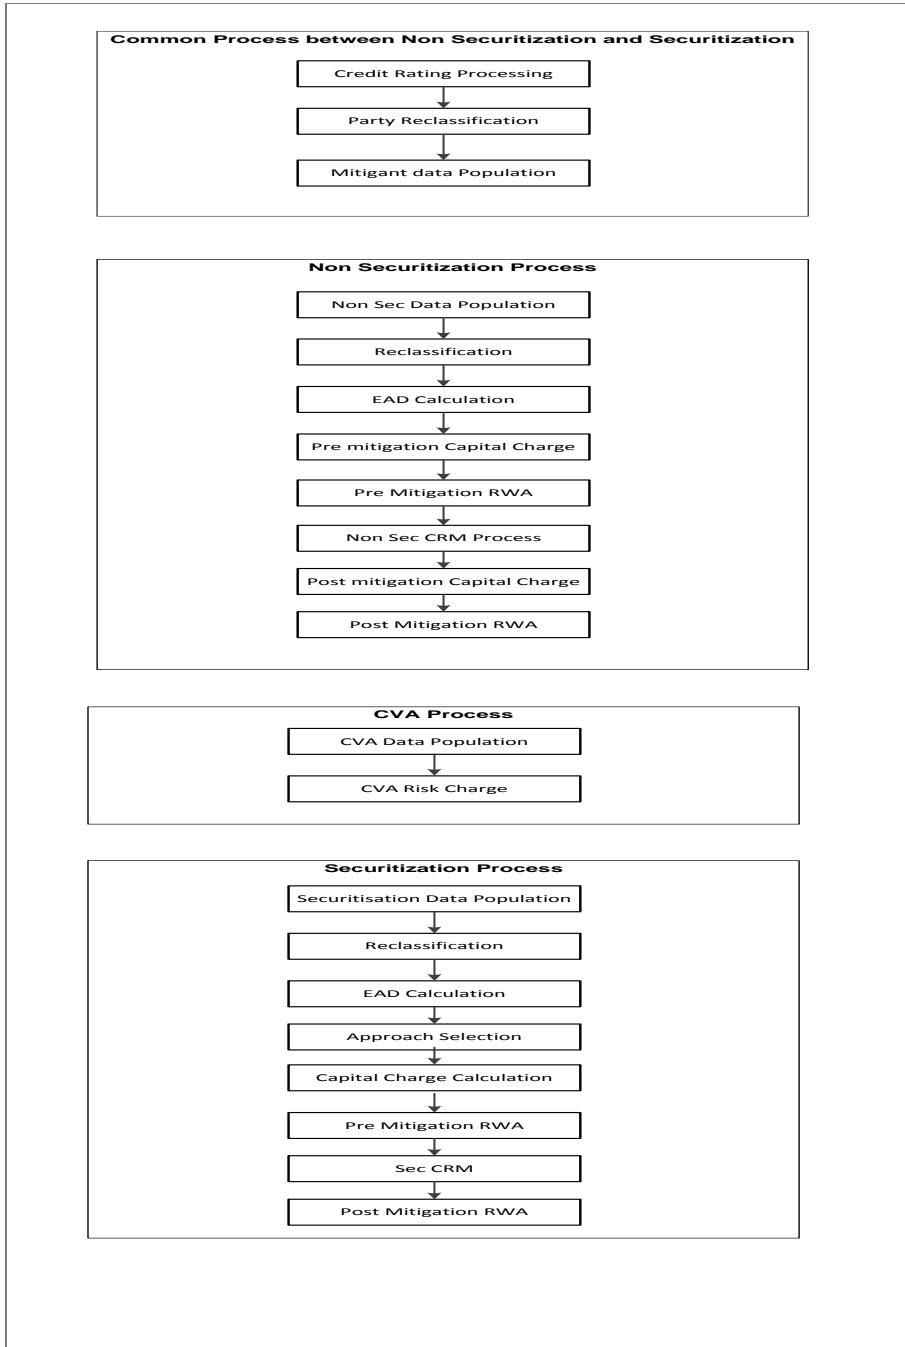 Common Process between Non Securitization and Securitization
Credit Rating Processing
Party Reclassification
Mitigant data Population
Non Securitization Process
Non Sec Data Population
Reclassification
EAD Calculation
Pre mitigation Capital Charge
Pre Mitigation RWA
Non Sec CRM Process
Post mitigation Capital Charge
Post Mitigation RWA
CVA Process
CVA Data Population
CVA Risk Charge
Securitization Process
Securitisation Data Population
Reclassification
EAD Calculation
Approach Selection
Capital Charge Calculation
Pre Mitigation RWA
Sec CRM
Post Mitigation RWA